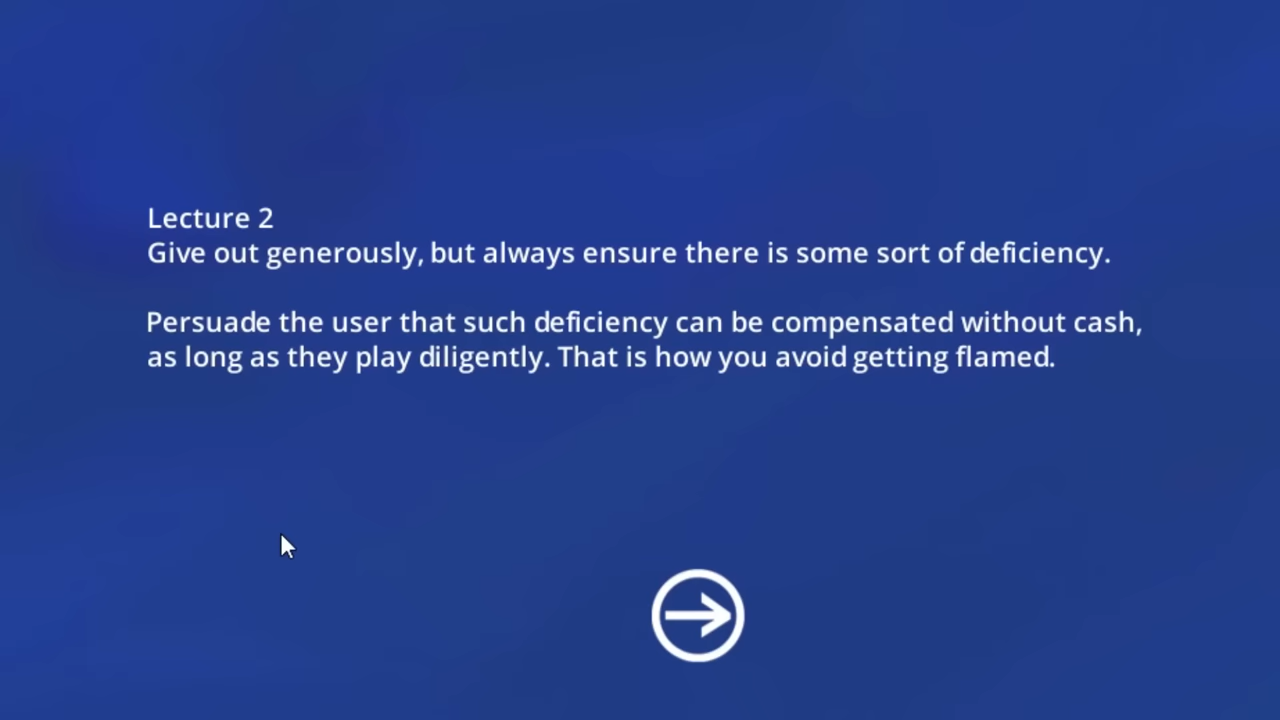 Lecture 2
Give out generously, but always ensure there is some sort of deficiency.
Persuade the user that such deficiency can be compensated without cash,
as long as they play diligently. That is how you avoid getting flamed.